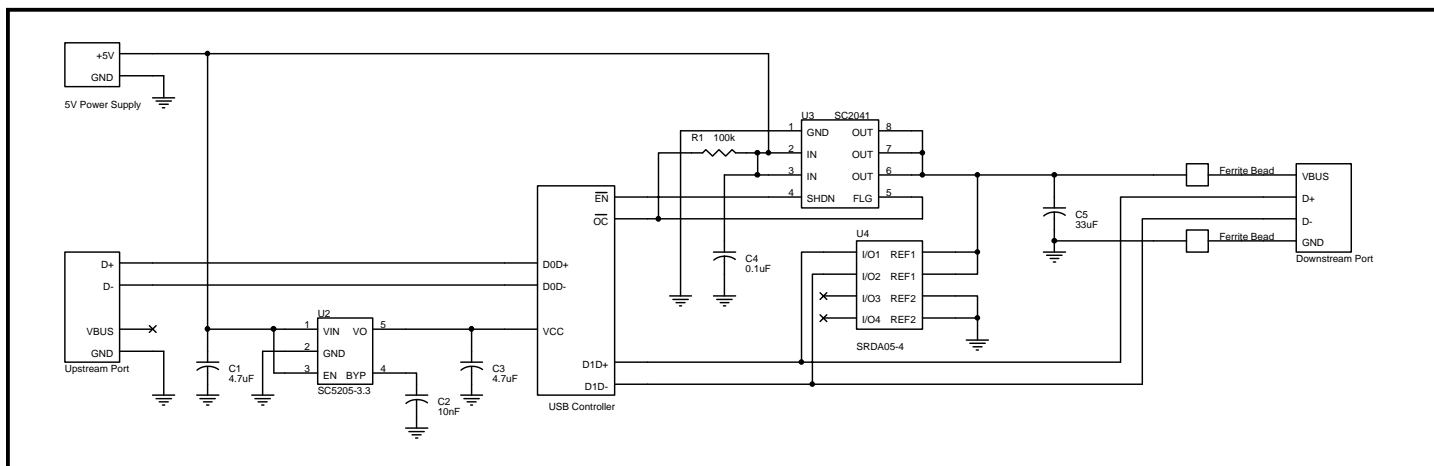 +5V
GND
5V Power Supply
U3 SC2041
1 GND OUT 8
R1 100k
2 IN OUT 7
3 IN OUT 6
4 SHDN FLG 5
EN
OC
Ferrite Bead
VBUS
D+
D-
GND
Ferrite Bead
Downstream Port
C5
33uF
U4
I/O1 REF1
I/O2 REF1
I/O3 REF2
I/O4 REF2
SRDA05-4
C4
0.1uF
D+
D-
VBUS
GND
Upstream Port
D0D+
D0D-
VCC
D1D+
D1D-
USB Controller
U2
1 VIN VO 5
2 GND
3 EN BYP 4
SC5205-3.3
C1
4.7uF
C3
4.7uF
C2
10nF